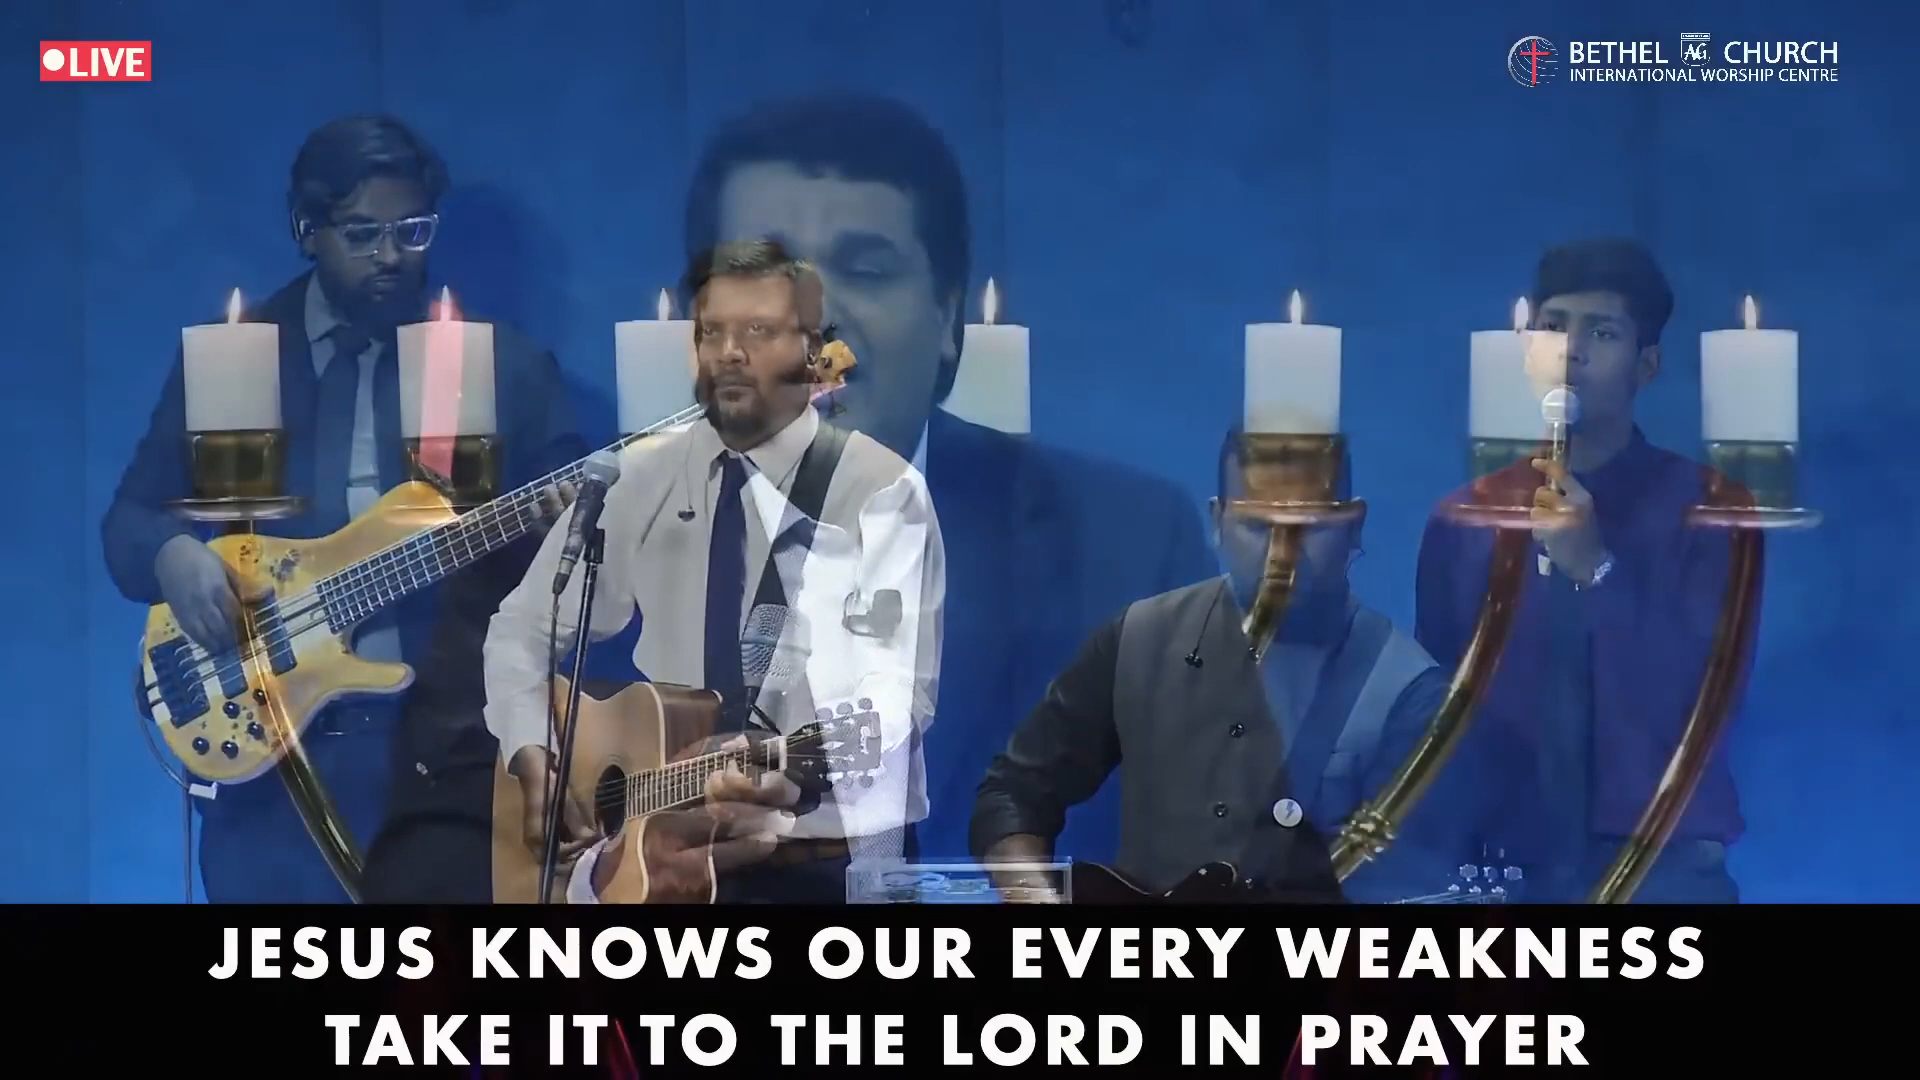 LIVE
BETHEL AG CHURCH
INTERNATIONAL WORSHIP CENTRE
JESUS KNOWS OUR EVERY WEAKNESS
TAKE IT TO THE LORD IN PRAYER